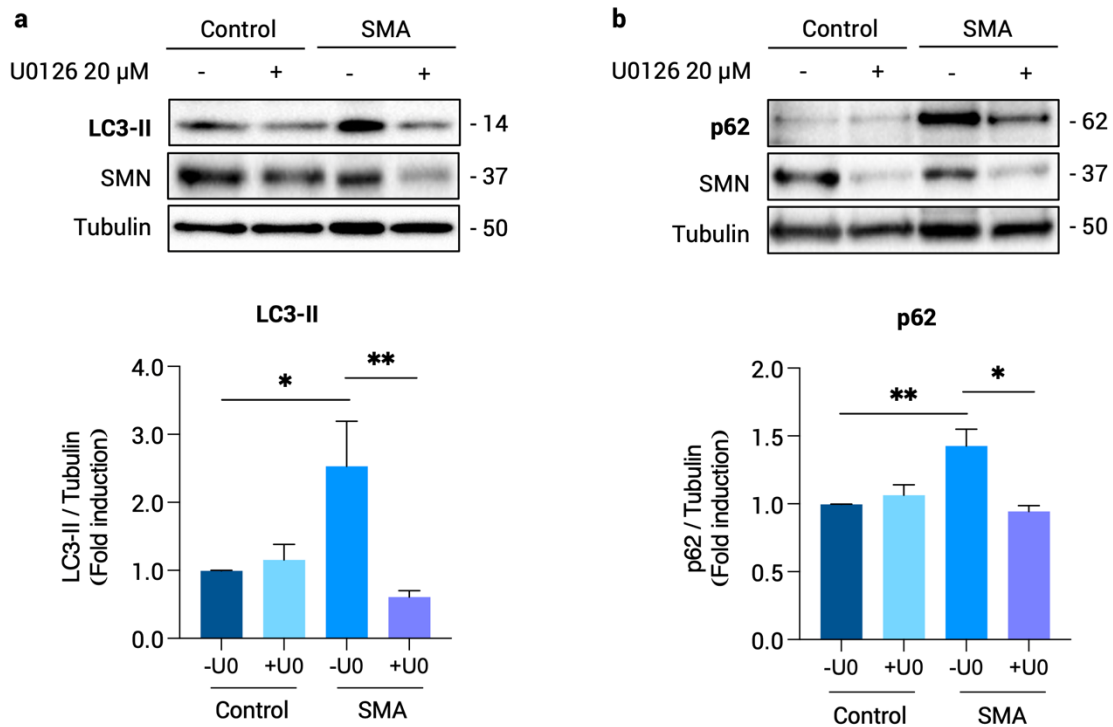 a
Control SMA
U0126 20 µM - + - +
LC3-II - 14
SMN - 37
Tubulin - 50
LC3-II
4.0
3.0
2.0
1.0
0.0
LC3-II / Tubulin
(Fold induction)
*
**
-U0 +U0 -U0 +U0
Control SMA
b
Control SMA
U0126 20 µM - + - +
p62 - 62
SMN - 37
Tubulin - 50
p62
2.0
1.5
1.0
0.5
0.0
p62 / Tubulin
(Fold induction)
**
*
-U0 +U0 -U0 +U0
Control SMA